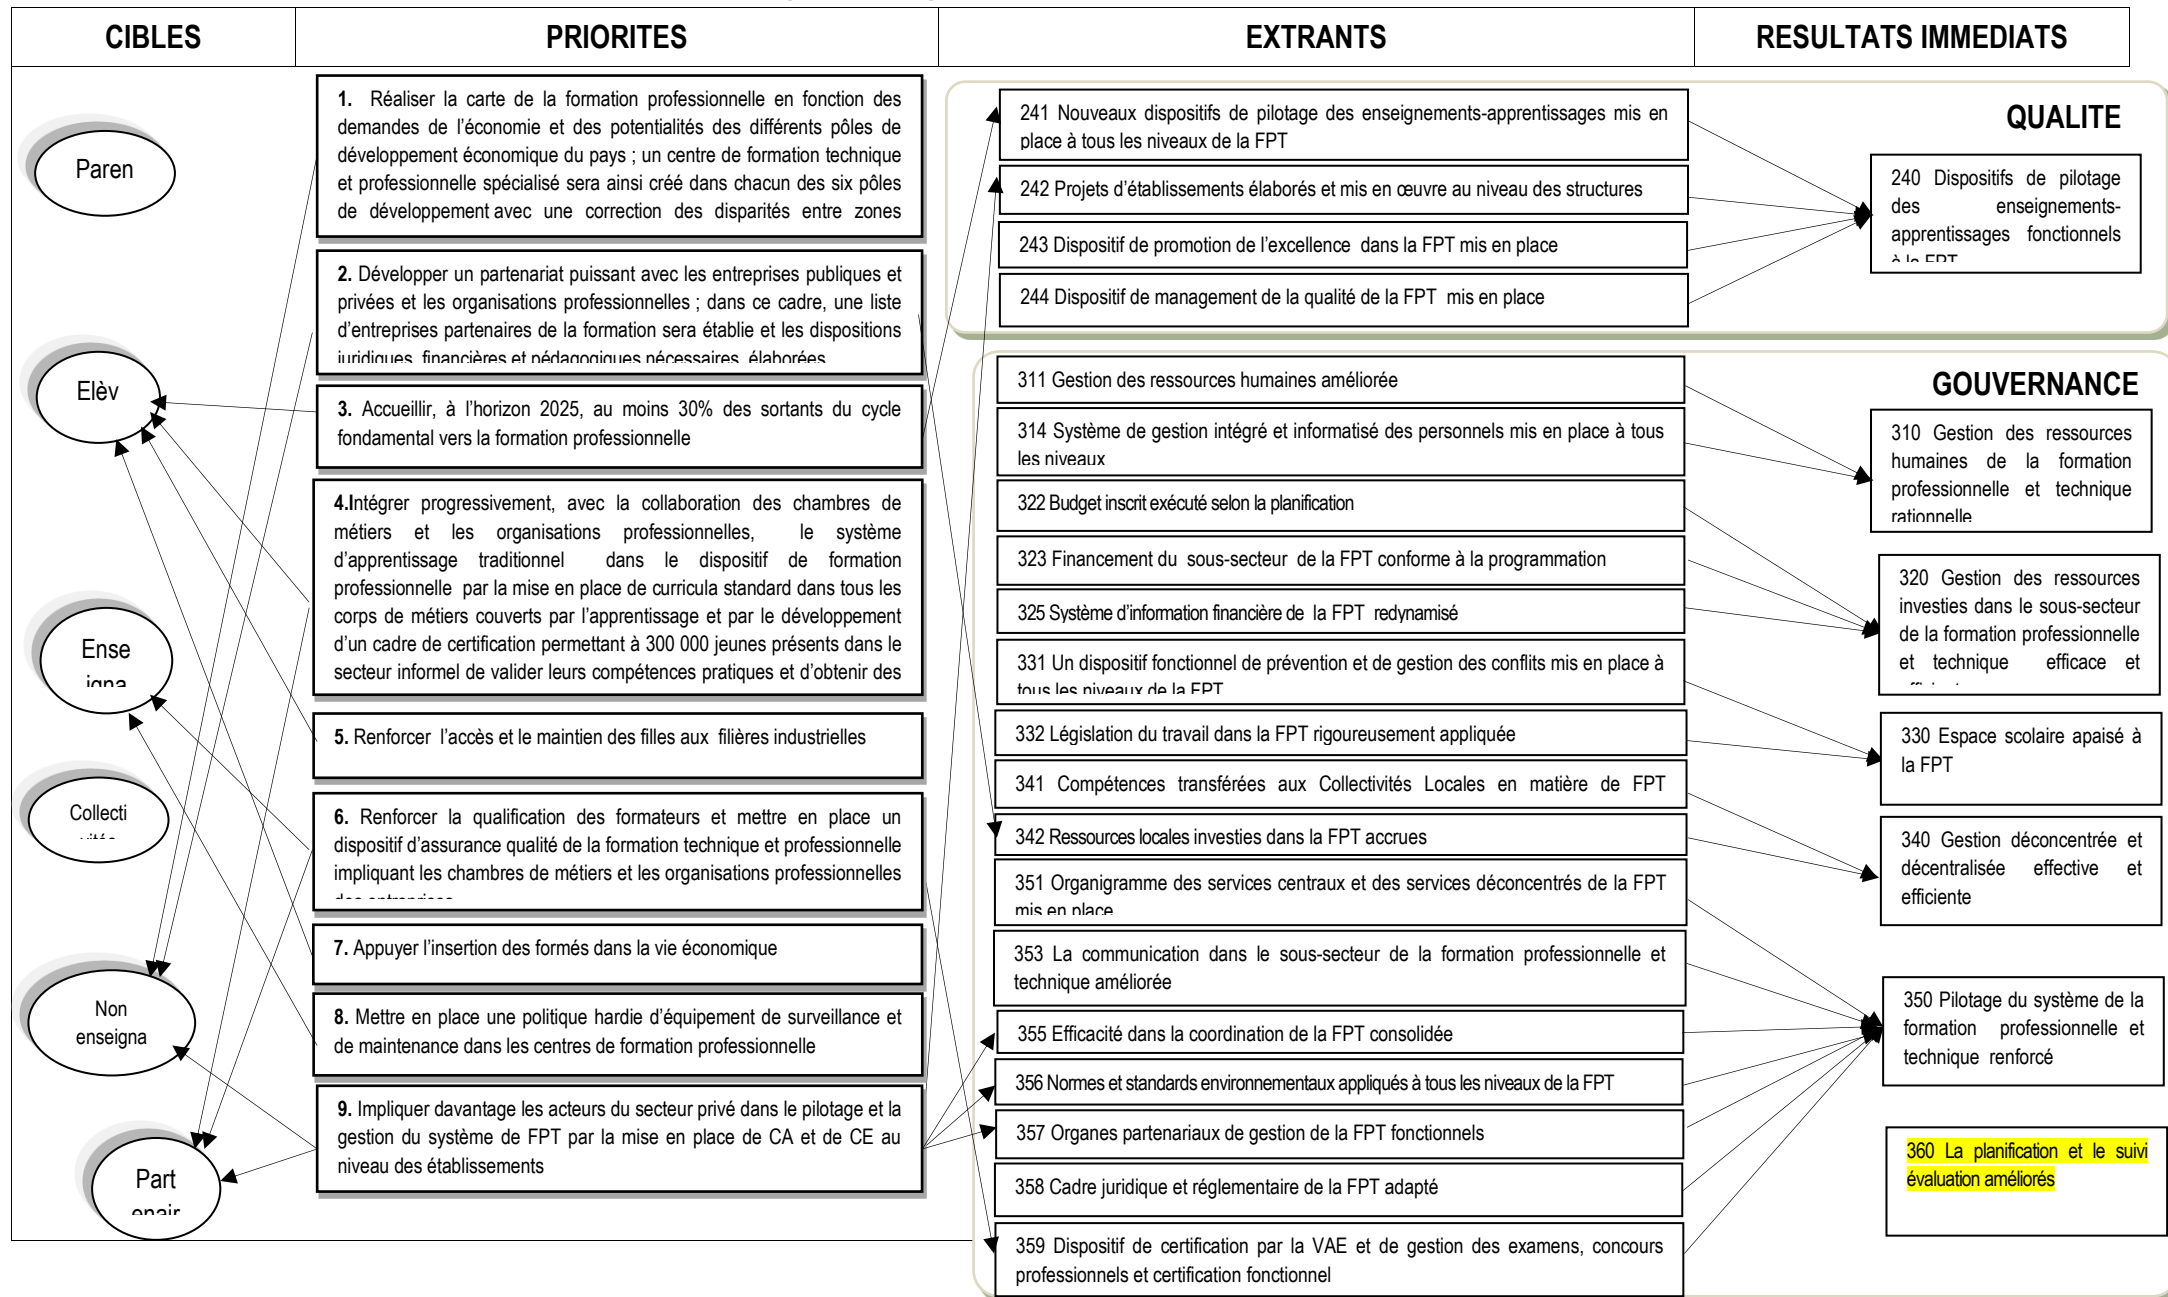 CIBLES
PRIORITES
EXTRANTS
RESULTATS IMMEDIATS
Paren
Elèv
Ense
igna
Collecti
Non
enseigna
Part
enair
1. Réaliser la carte de la formation professionnelle en fonction des
demandes de l’économie et des potentialités des différents pôles de
développement économique du pays ; un centre de formation technique
et professionnelle spécialisé sera ainsi créé dans chacun des six pôles
de développement avec une correction des disparités entre zones
2. Développer un partenariat puissant avec les entreprises publiques et
privées et les organisations professionnelles ; dans ce cadre, une liste
d’entreprises partenaires de la formation sera établie et les dispositions
juridiques, financières et pédagogiques nécessaires, élaborées
3. Accueillir, à l’horizon 2025, au moins 30% des sortants du cycle
fondamental vers la formation professionnelle
4.Intégrer progressivement, avec la collaboration des chambres de
métiers et les organisations professionnelles, le système
d’apprentissage traditionnel dans le dispositif de formation
professionnelle par la mise en place de curricula standard dans tous les
corps de métiers couverts par l’apprentissage et par le développement
d’un cadre de certification permettant à 300 000 jeunes présents dans le
secteur informel de valider leurs compétences pratiques et d’obtenir des
5. Renforcer l’accès et le maintien des filles aux filières industrielles
6. Renforcer la qualification des formateurs et mettre en place un
dispositif d’assurance qualité de la formation technique et professionnelle
impliquant les chambres de métiers et les organisations professionnelles
des entreprises
7. Appuyer l’insertion des formés dans la vie économique
8. Mettre en place une politique hardie d’équipement de surveillance et
de maintenance dans les centres de formation professionnelle
9. Impliquer davantage les acteurs du secteur privé dans le pilotage et la
gestion du système de FPT par la mise en place de CA et de CE au
niveau des établissements
241 Nouveaux dispositifs de pilotage des enseignements-apprentissages mis en
place à tous les niveaux de la FPT
242 Projets d’établissements élaborés et mis en œuvre au niveau des structures
243 Dispositif de promotion de l’excellence dans la FPT mis en place
244 Dispositif de management de la qualité de la FPT mis en place
QUALITE
240 Dispositifs de pilotage
des enseignements-
apprentissages fonctionnels
à la FPT
311 Gestion des ressources humaines améliorée
314 Système de gestion intégré et informatisé des personnels mis en place à tous
les niveaux
322 Budget inscrit exécuté selon la planification
323 Financement du sous-secteur de la FPT conforme à la programmation
325 Système d’information financière de la FPT redynamisé
331 Un dispositif fonctionnel de prévention et de gestion des conflits mis en place à
tous les niveaux de la FPT
332 Législation du travail dans la FPT rigoureusement appliquée
341 Compétences transférées aux Collectivités Locales en matière de FPT
342 Ressources locales investies dans la FPT accrues
351 Organigramme des services centraux et des services déconcentrés de la FPT
mis en place
353 La communication dans le sous-secteur de la formation professionnelle et
technique améliorée
355 Efficacité dans la coordination de la FPT consolidée
356 Normes et standards environnementaux appliqués à tous les niveaux de la FPT
357 Organes partenariaux de gestion de la FPT fonctionnels
358 Cadre juridique et réglementaire de la FPT adapté
359 Dispositif de certification par la VAE et de gestion des examens, concours
professionnels et certification fonctionnel
GOUVERNANCE
310 Gestion des ressources
humaines de la formation
professionnelle et technique
rationnelle
320 Gestion des ressources
investies dans le sous-secteur
de la formation professionnelle
et technique efficace et
330 Espace scolaire apaisé à
la FPT
340 Gestion déconcentrée et
décentralisée effective et
efficiente
350 Pilotage du système de la
formation professionnelle et
technique renforcé
360 La planification et le suivi
évaluation améliorés